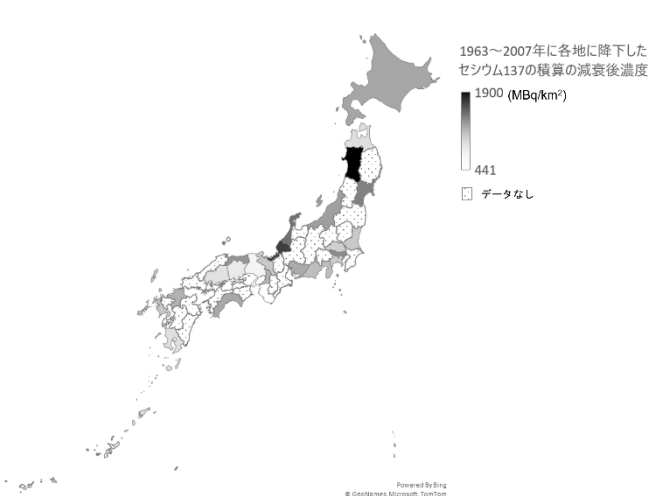 1963～2007年に各地に降下した
セシウム137の積算の減衰後濃度
1900 (MBq/km²)
441
データなし
Powered By Bing
© GeoNames, Microsoft, TomTom